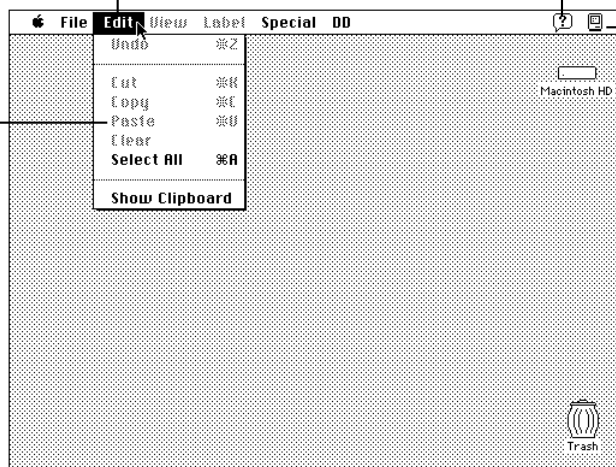 File Edit View Label Special DD
Undo ⌘Z
Cut ⌘X
Copy ⌘C
Paste ⌘V
Clear
Select All ⌘A
Show Clipboard
Macintosh HD
Trash